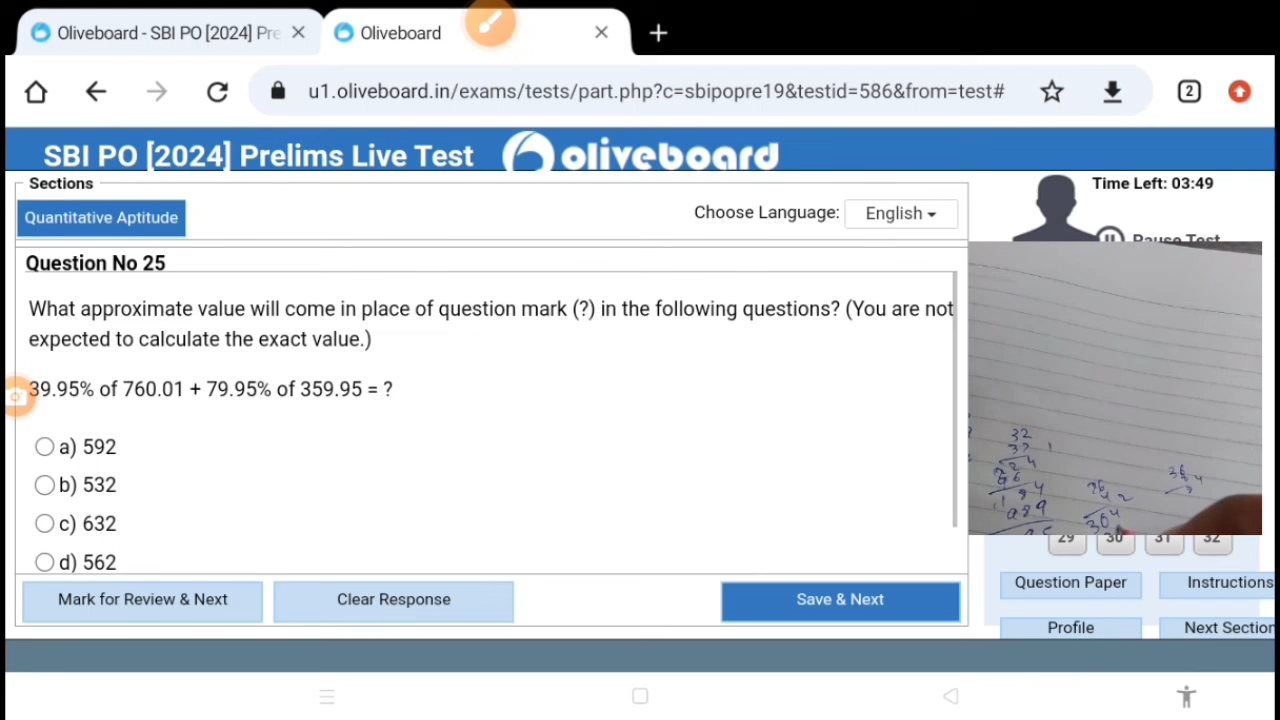 Oliveboard - SBI PO [2024] Pre
Oliveboard
u1.oliveboard.in/exams/tests/part.php?c=sbipopre19&testid=586&from=test#
2
SBI PO [2024] Prelims Live Test
oliveboard
Sections
Time Left: 03:49
Quantitative Aptitude
Choose Language:
English
Pause Test
Question No 25
What approximate value will come in place of question mark (?) in the following questions? (You are not
expected to calculate the exact value.)
39.95% of 760.01 + 79.95% of 359.95 = ?
a) 592
b) 532
c) 632
d) 562
32
304
29
30
31
32
Mark for Review & Next
Clear Response
Save & Next
Question Paper
Instructions
Profile
Next Section